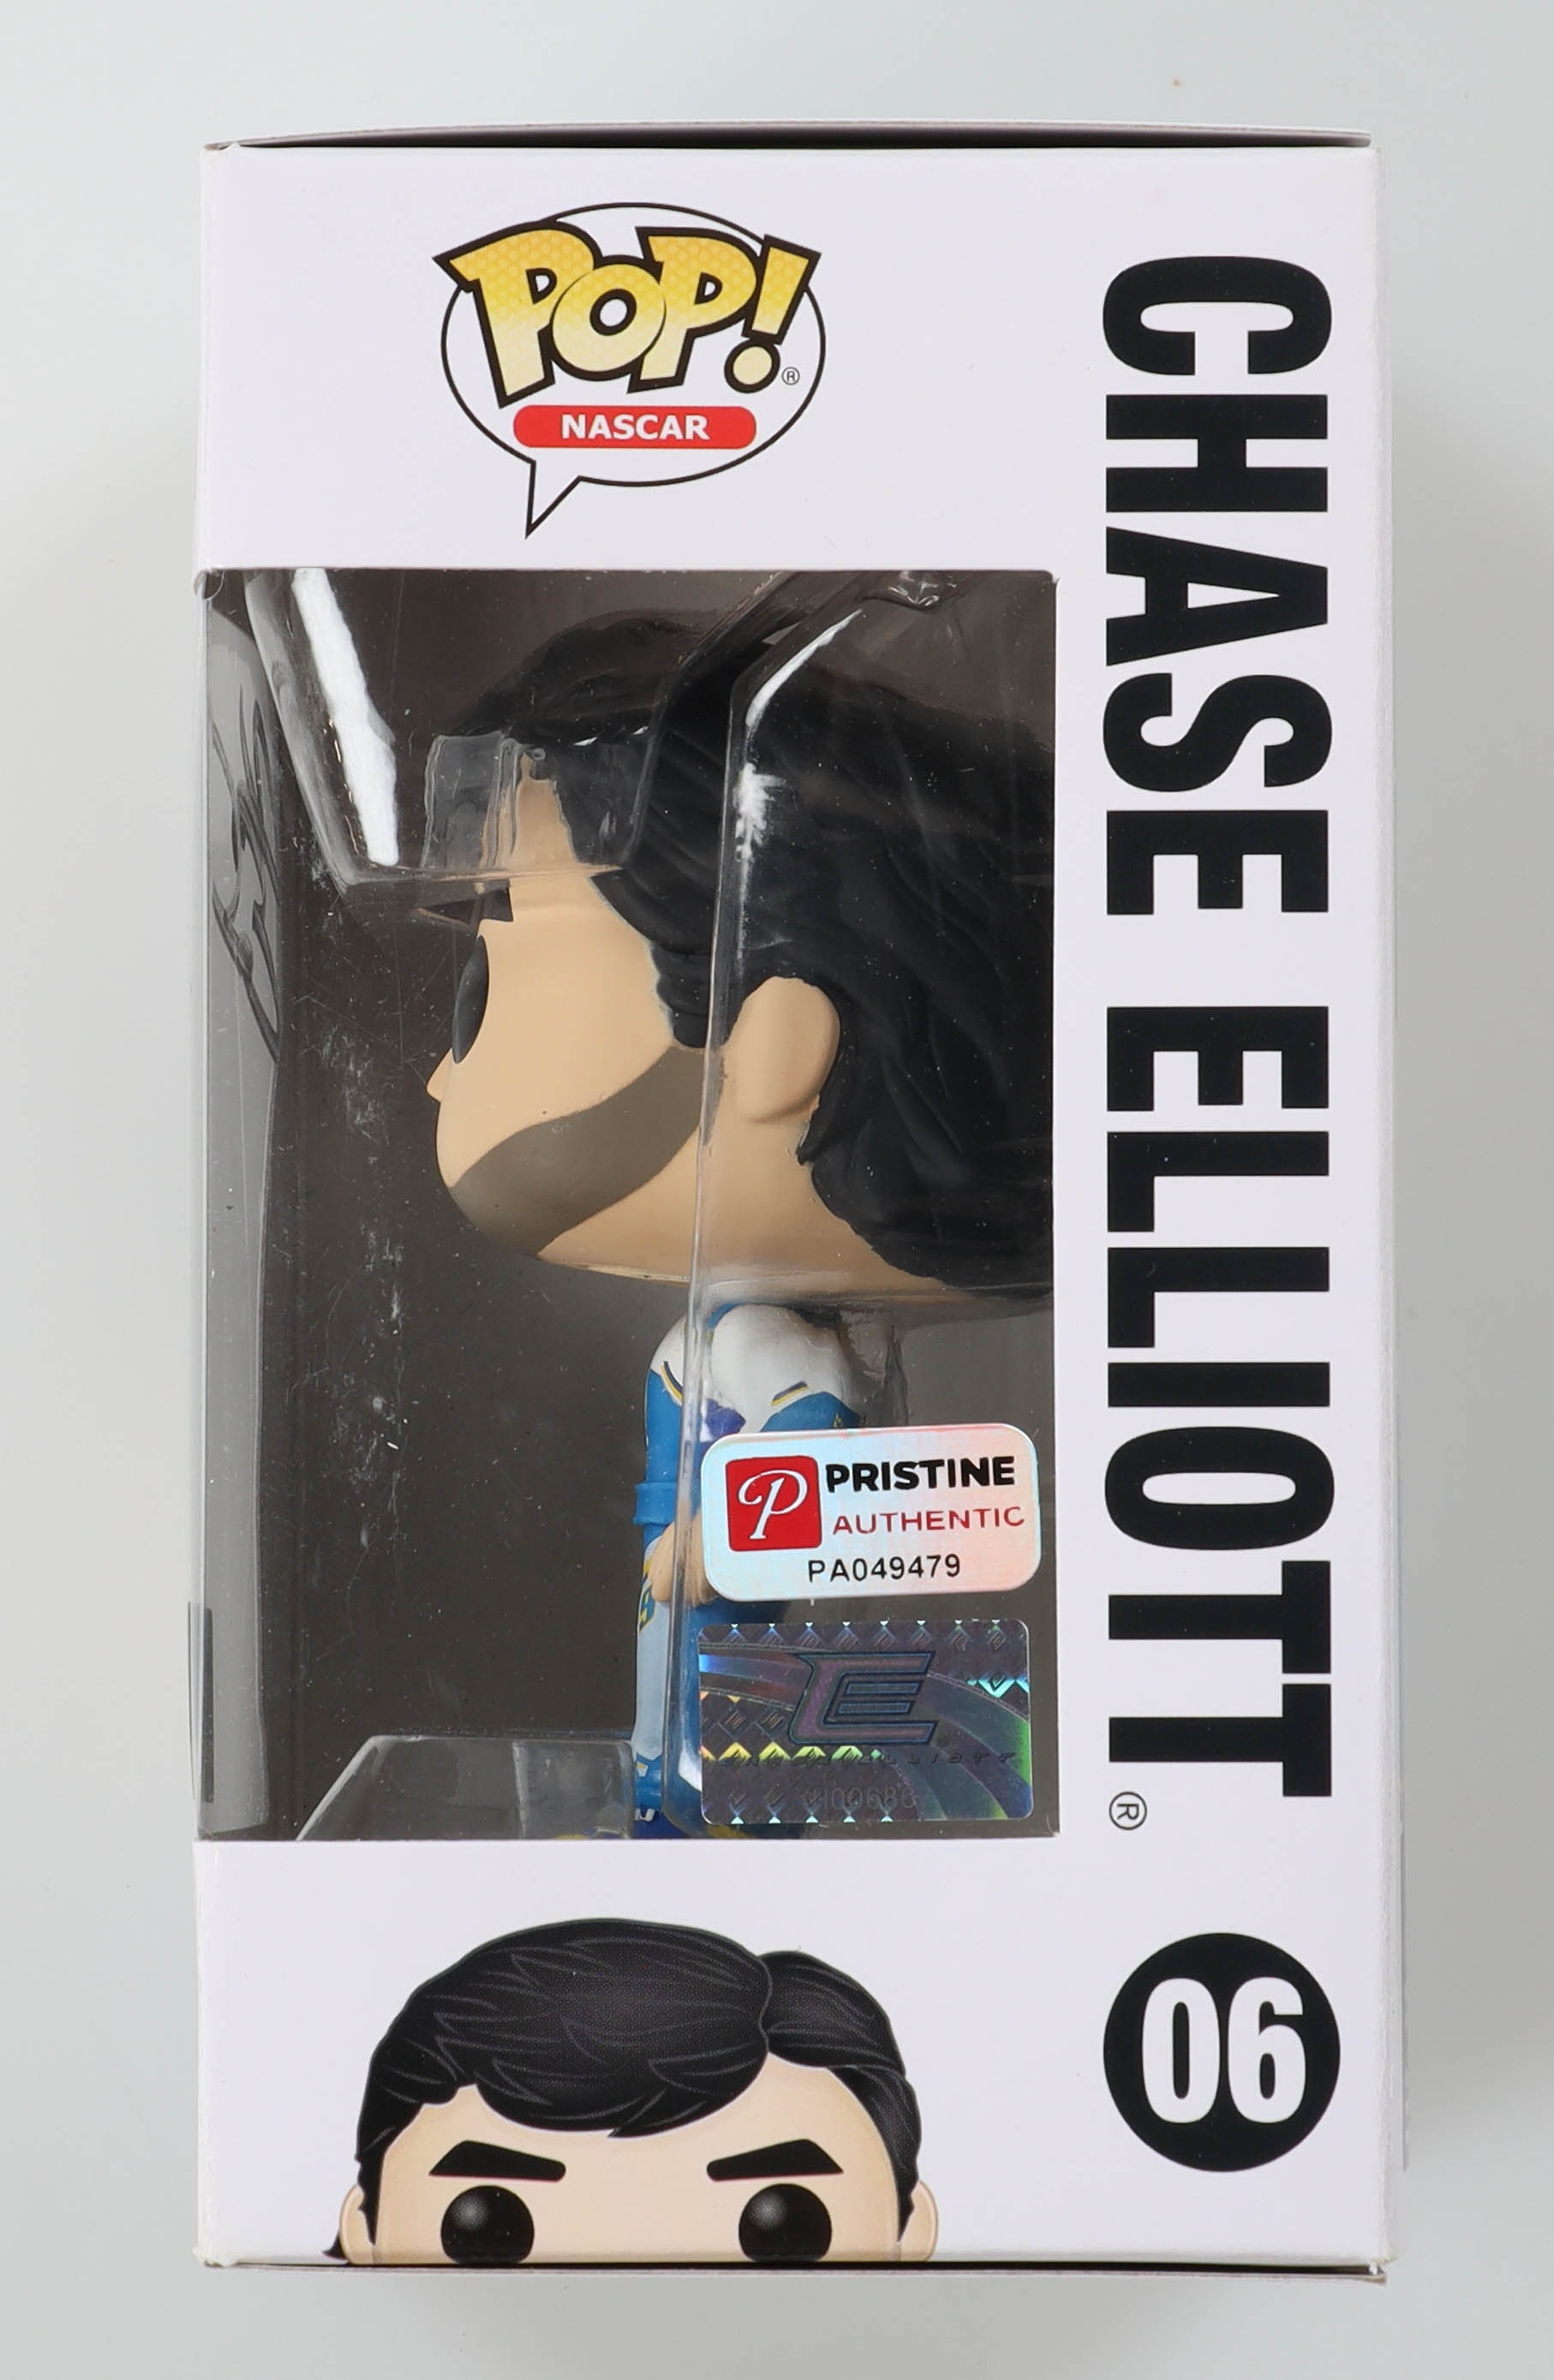 POP!®
NASCAR
CHASE ELLIOTT®
06
P PRISTINE
AUTHENTIC
PA049479